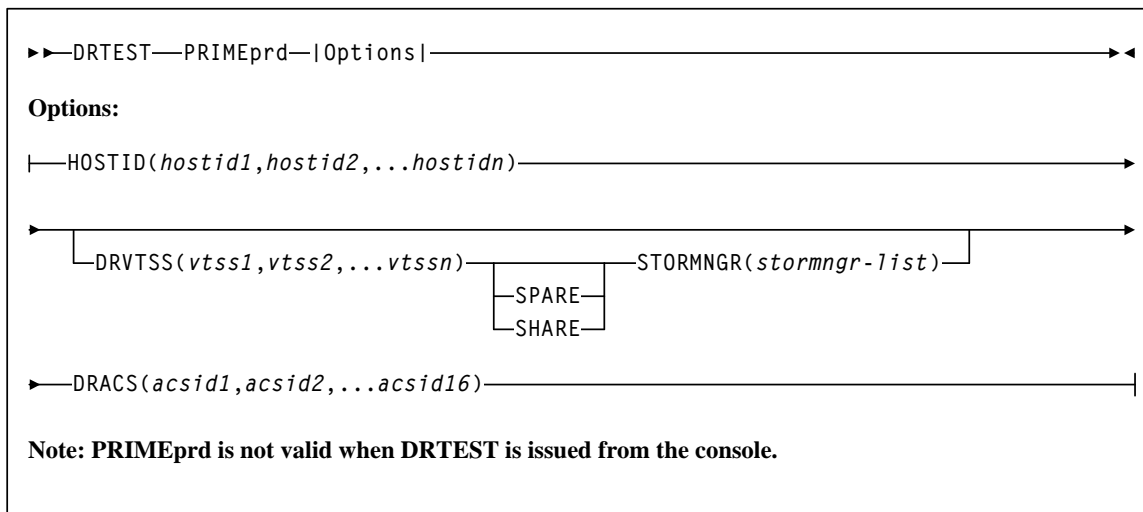 DRTEST PRIMEprd |Options|
Options:
HOSTID(hostid1,hostid2,...hostidn)
DRVTSS(vtss1,vtss2,...vtssn) STORMNGR(stormngr-list)
SPARE
SHARE
DRACS(acsid1,acsid2,...acsid16)
Note: PRIMEprd is not valid when DRTEST is issued from the console.